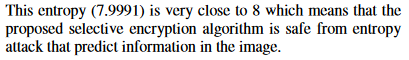 This entropy (7.9991) is very close to 8 which means that the
proposed selective encryption algorithm is safe from entropy
attack that predict information in the image.